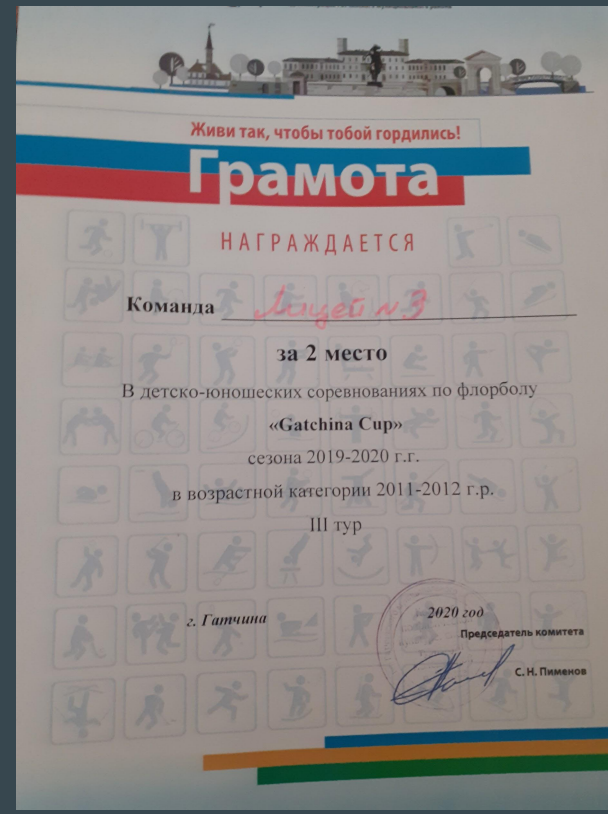 Живи так, чтобы тобой гордились!
Грамота
НАГРАЖДАЕТСЯ
Команда Лицей № 3
за 2 место
В детско-юношеских соревнованиях по флорболу
«Gatchina Cup»
сезона 2019-2020 г.г.
в возрастной категории 2011-2012 г.р.
III тур
г. Гатчина
2020 год
Председатель комитета
С. Н. Пименов